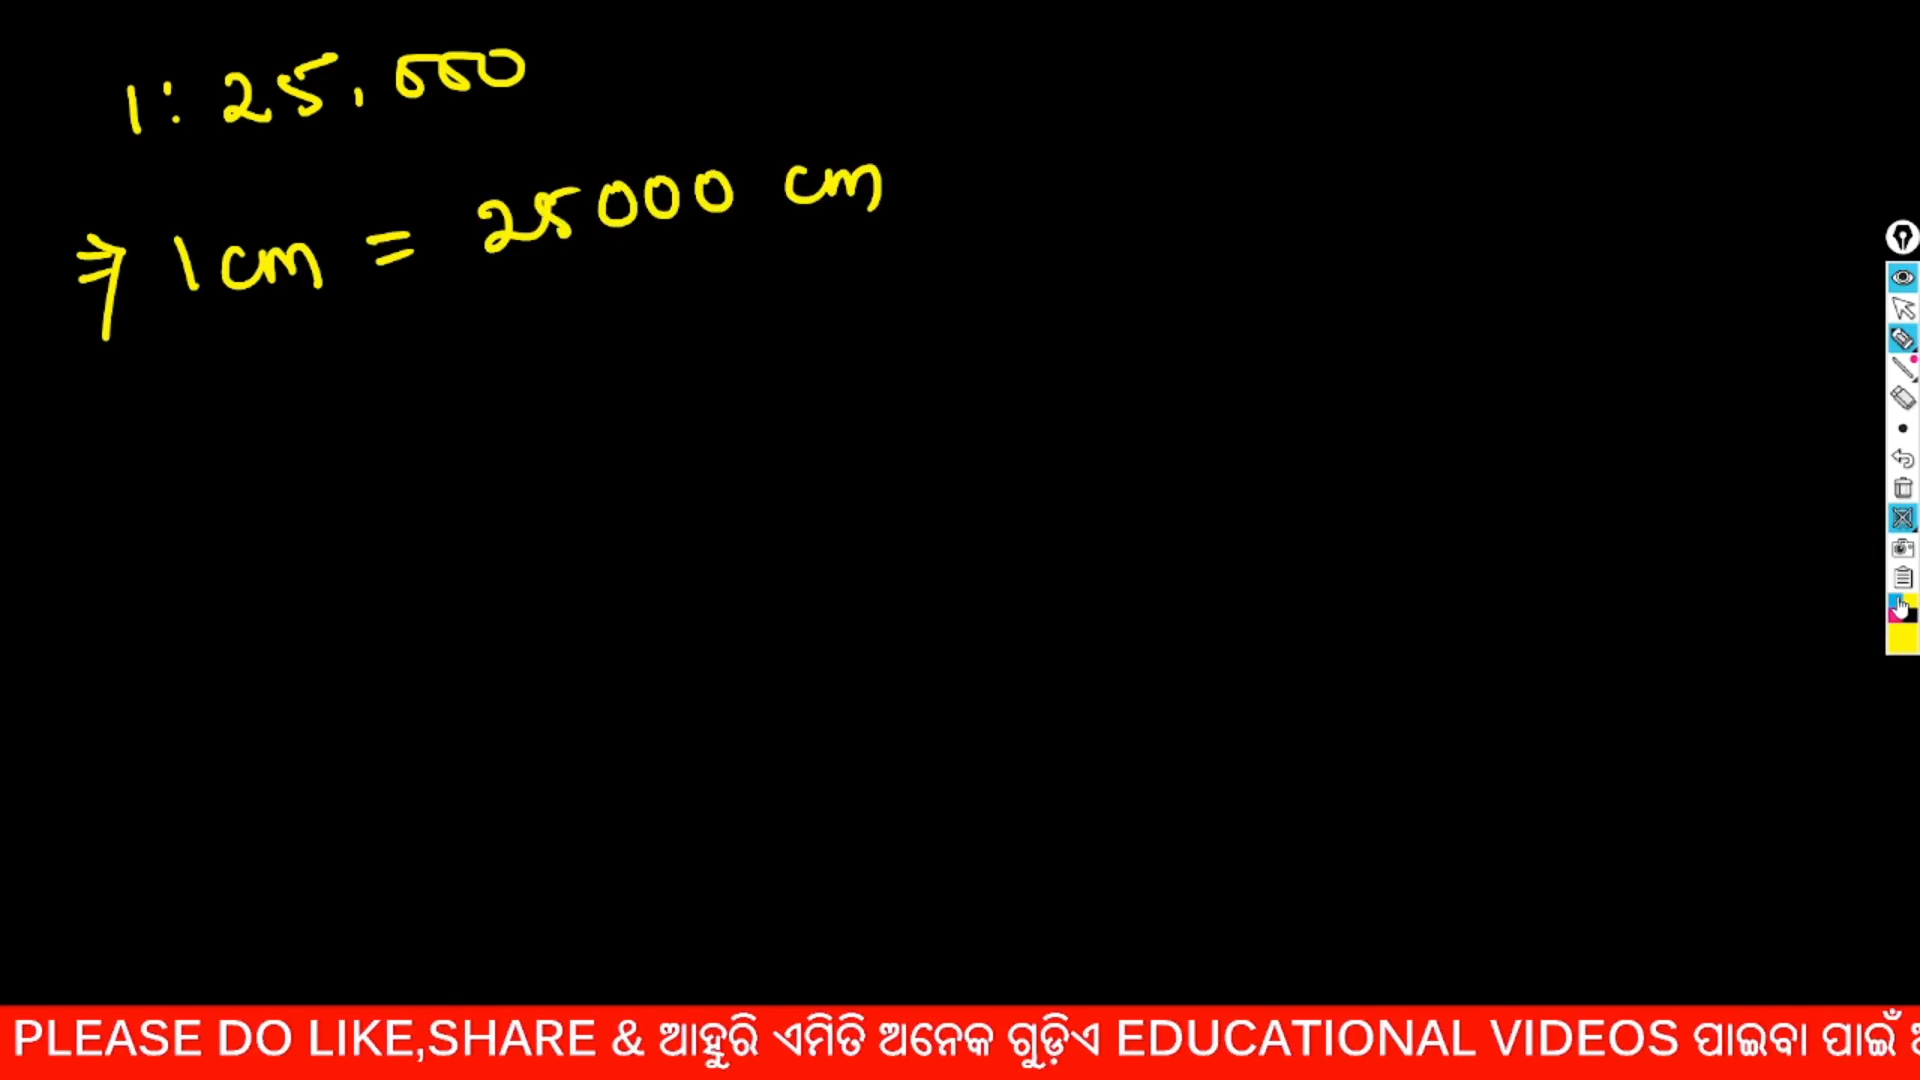 1: 25,000
⇒ 1 cm = 25000 cm
PLEASE DO LIKE,SHARE & ଆହୁରି ଏମିତି ଅନେକ ଗୁଡ଼ିଏ EDUCATIONAL VIDEOS ପାଇବା ପାଇଁ